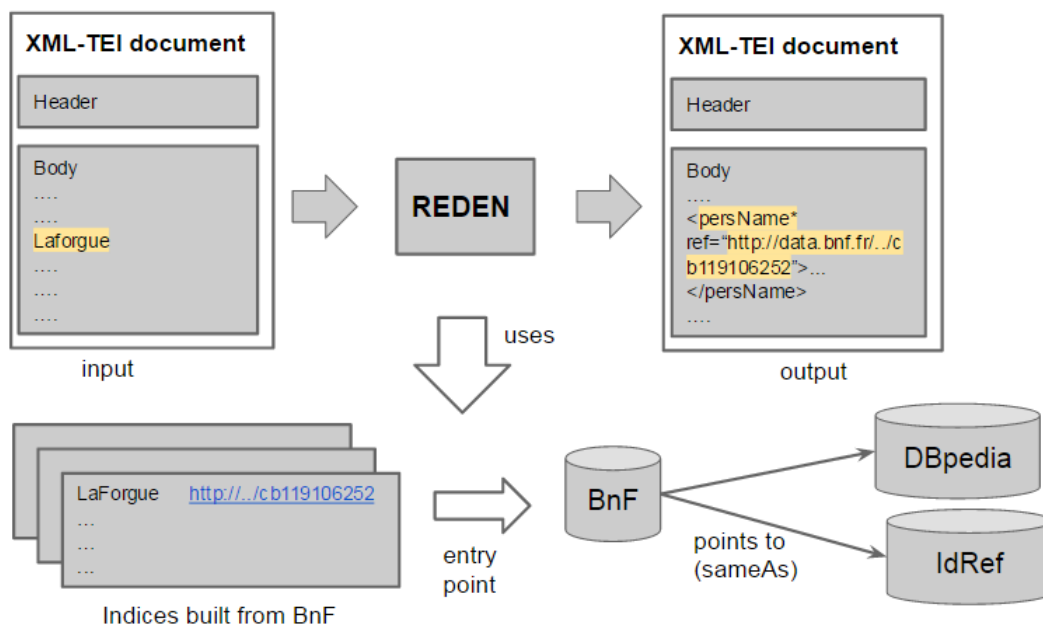 XML-TEI document
Header
Body
....
....
Laforgue
....
....
....
input
REDEN
uses
XML-TEI document
Header
Body
....
<persName*
ref=“http://data.bnf.fr/../c
b119106252”>...
</persName>
....
output
LaForgue http://../cb119106252
...
...
...
Indices built from BnF
entry
point
BnF
points to
(sameAs)
DBpedia
IdRef